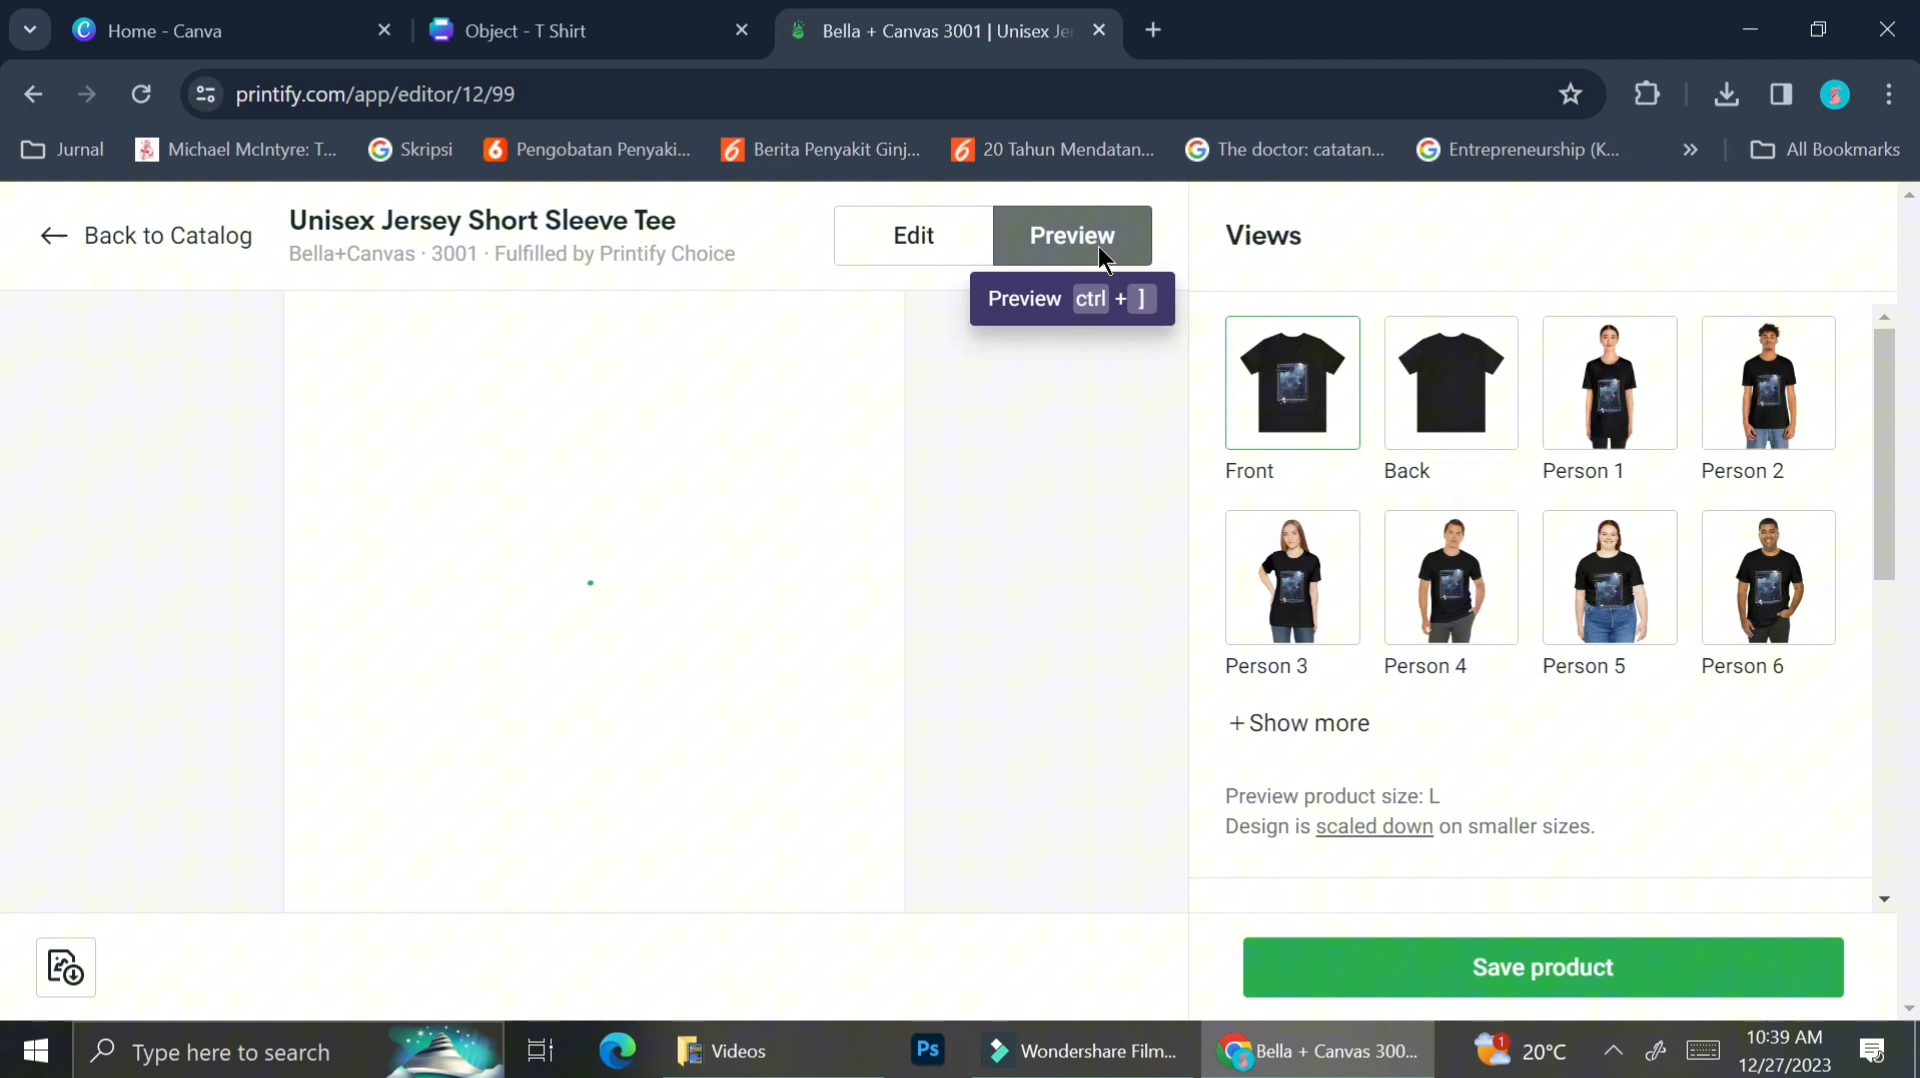 Home - Canva
Object - T Shirt
Bella + Canvas 3001 | Unisex Je
printify.com/app/editor/12/99
Jurnal
Michael McIntyre: T...
Skripsi
Pengobatan Penyaki...
Berita Penyakit Ginj...
20 Tahun Mendatan...
The doctor: catatan...
Entrepreneurship (K...
All Bookmarks
Back to Catalog
Unisex Jersey Short Sleeve Tee
Bella+Canvas · 3001 · Fulfilled by Printify Choice
Edit
Preview
Preview ctrl + ]
Views
Front
Back
Person 1
Person 2
Person 3
Person 4
Person 5
Person 6
+ Show more
Preview product size: L
Design is scaled down on smaller sizes.
Save product
Type here to search
Videos
Ps
Wondershare Film...
Bella + Canvas 300...
1
20°C
10:39 AM
12/27/2023